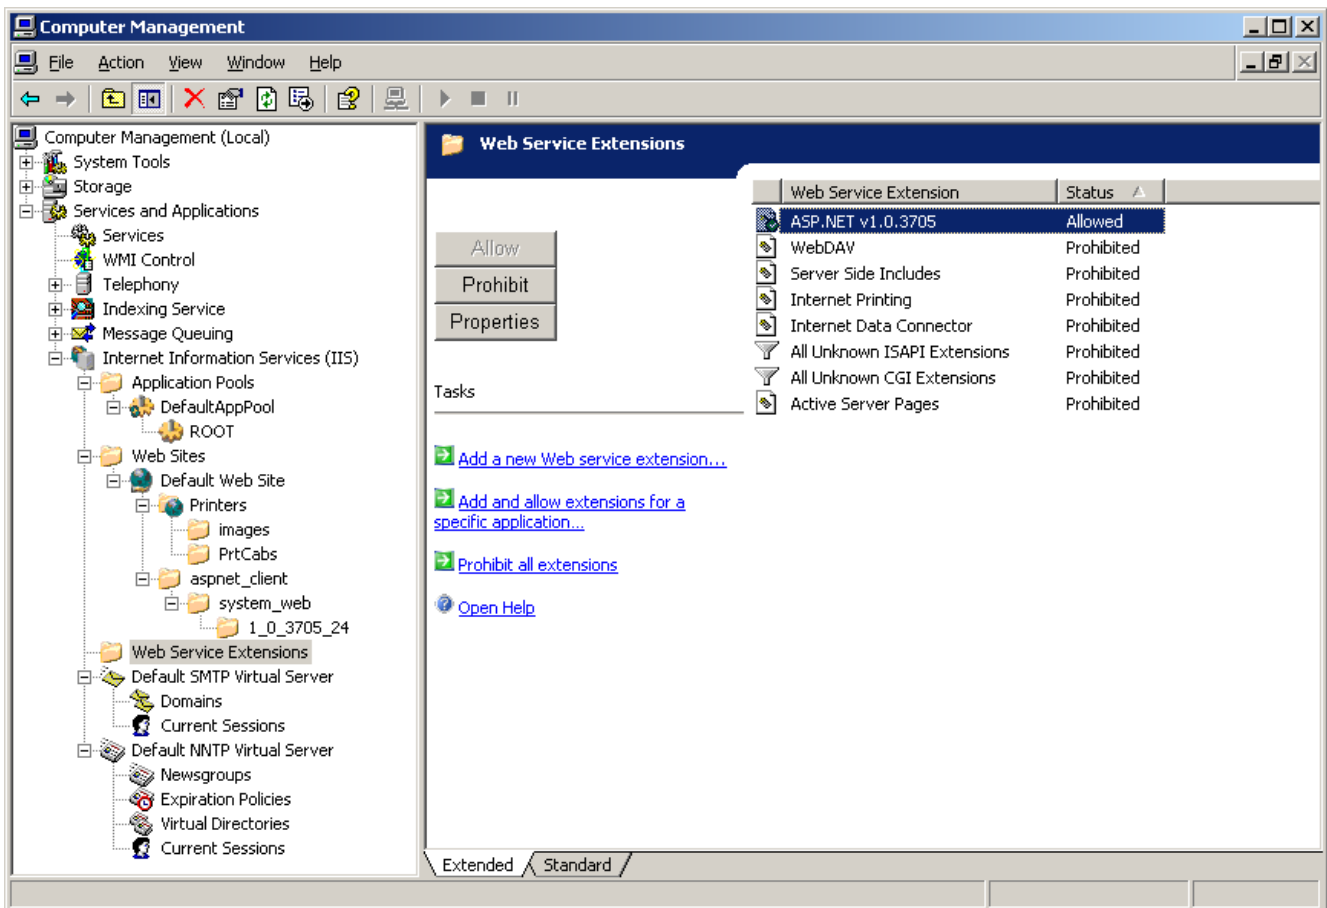 Computer Management
File Action View Window Help
Computer Management (Local)
System Tools
Storage
Services and Applications
Services
WMI Control
Telephony
Indexing Service
Message Queuing
Internet Information Services (IIS)
Application Pools
DefaultAppPool
ROOT
Web Sites
Default Web Site
Printers
images
PrtCabs
aspnet_client
system_web
1_0_3705_24
Web Service Extensions
Default SMTP Virtual Server
Domains
Current Sessions
Default NNTP Virtual Server
Newsgroups
Expiration Policies
Virtual Directories
Current Sessions
Web Service Extensions
Allow
Prohibit
Properties
Tasks
Add a new Web service extension...
Add and allow extensions for a
specific application...
Prohibit all extensions
Open Help
Web Service Extension Status
ASP.NET v1.0.3705 Allowed
WebDAV Prohibited
Server Side Includes Prohibited
Internet Printing Prohibited
Internet Data Connector Prohibited
All Unknown ISAPI Extensions Prohibited
All Unknown CGI Extensions Prohibited
Active Server Pages Prohibited
Extended Standard